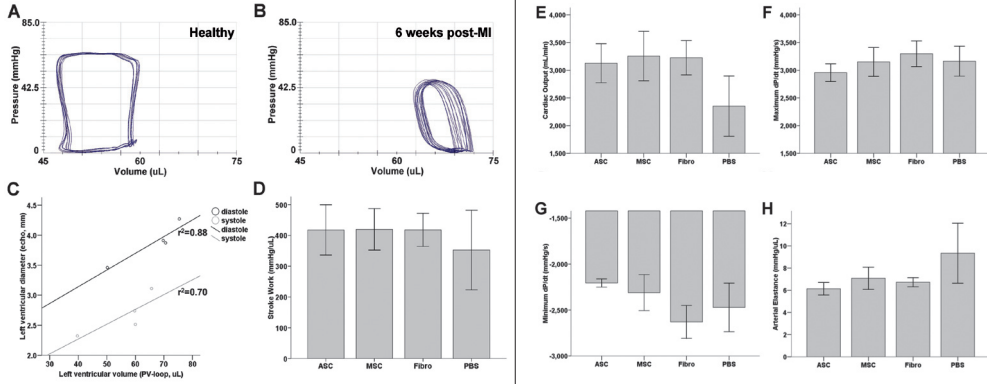 A
Healthy
85.0
42.5
0
Pressure (mmHg)
45
60
75
Volume (uL)
B
6 weeks post-MI
85.0
42.5
0
Pressure (mmHg)
45
60
75
Volume (uL)
C
4.5
4.0
3.5
3.0
2.5
2.0
Left ventricular diameter (echo, mm)
r²=0.88
r²=0.70
diastole
systole
diastole
systole
30
40
50
60
70
80
Left ventricular volume (PV-loop, uL)
D
Stroke Work (mmHg/uL)
400
300
200
100
0
ASC
MSC
Fibro
PBS
E
Cardiac Output (mL/min)
4,000
3,500
3,000
2,500
2,000
1,500
ASC
MSC
Fibro
PBS
F
Maximum dP/dt (mmHg/s)
4,000
3,500
3,000
2,500
2,000
1,500
ASC
MSC
Fibro
PBS
G
Minimum dP/dt (mmHg/s)
-1,500
-2,000
-2,500
-3,000
ASC
MSC
Fibro
PBS
H
Arterial Elastance (mmHg/uL)
12
10
8
6
4
2
0
ASC
MSC
Fibro
PBS